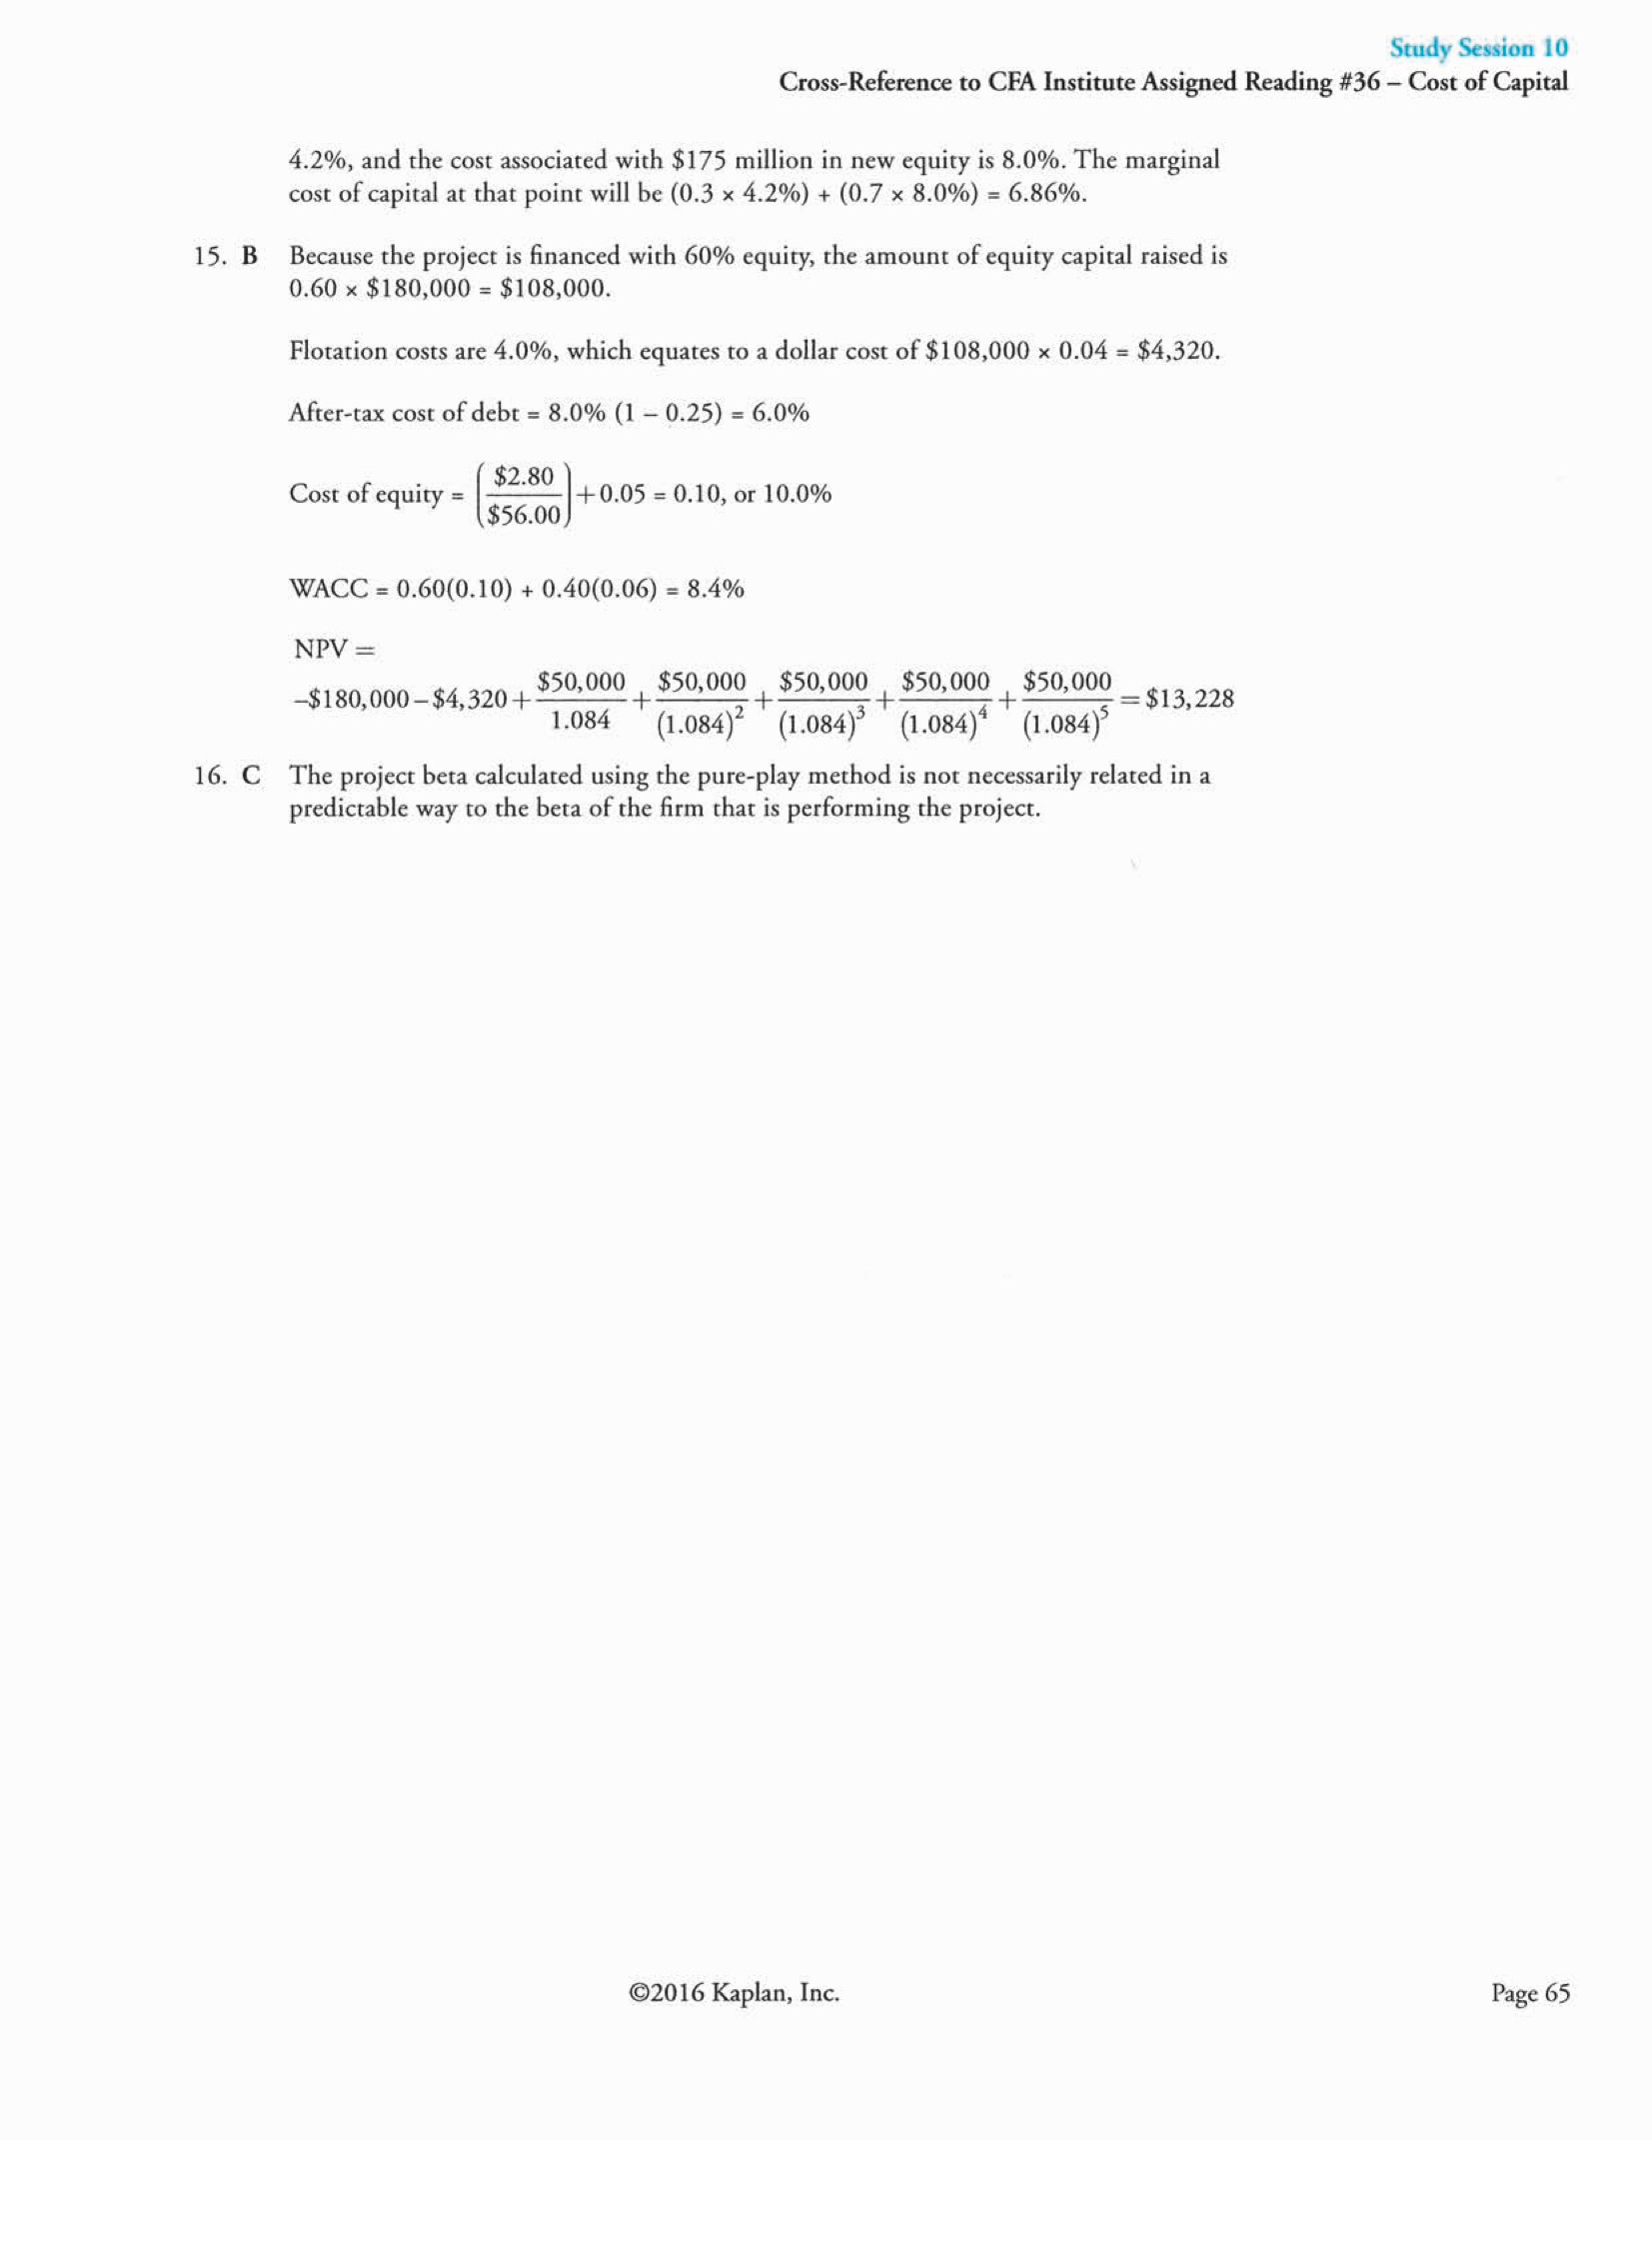 Study Session 10
Cross-Reference to CFA Institute Assigned Reading #36 – Cost of Capital
4.2%, and the cost associated with $175 million in new equity is 8.0%. The marginal
cost of capital at that point will be (0.3 × 4.2%) + (0.7 × 8.0%) = 6.86%.
15. B Because the project is financed with 60% equity, the amount of equity capital raised is
0.60 × $180,000 = $108,000.
Flotation costs are 4.0%, which equates to a dollar cost of $108,000 × 0.04 = $4,320.
After-tax cost of debt = 8.0% (1 – 0.25) = 6.0%
Cost of equity = ($2.80 / $56.00) + 0.05 = 0.10, or 10.0%
WACC = 0.60(0.10) + 0.40(0.06) = 8.4%
NPV =
–$180,000 – $4,320 + $50,000 / 1.084 + $50,000 / (1.084)² + $50,000 / (1.084)³ + $50,000 / (1.084)⁴ + $50,000 / (1.084)⁵ = $13,228
16. C The project beta calculated using the pure-play method is not necessarily related in a
predictable way to the beta of the firm that is performing the project.
©2016 Kaplan, Inc.
Page 65